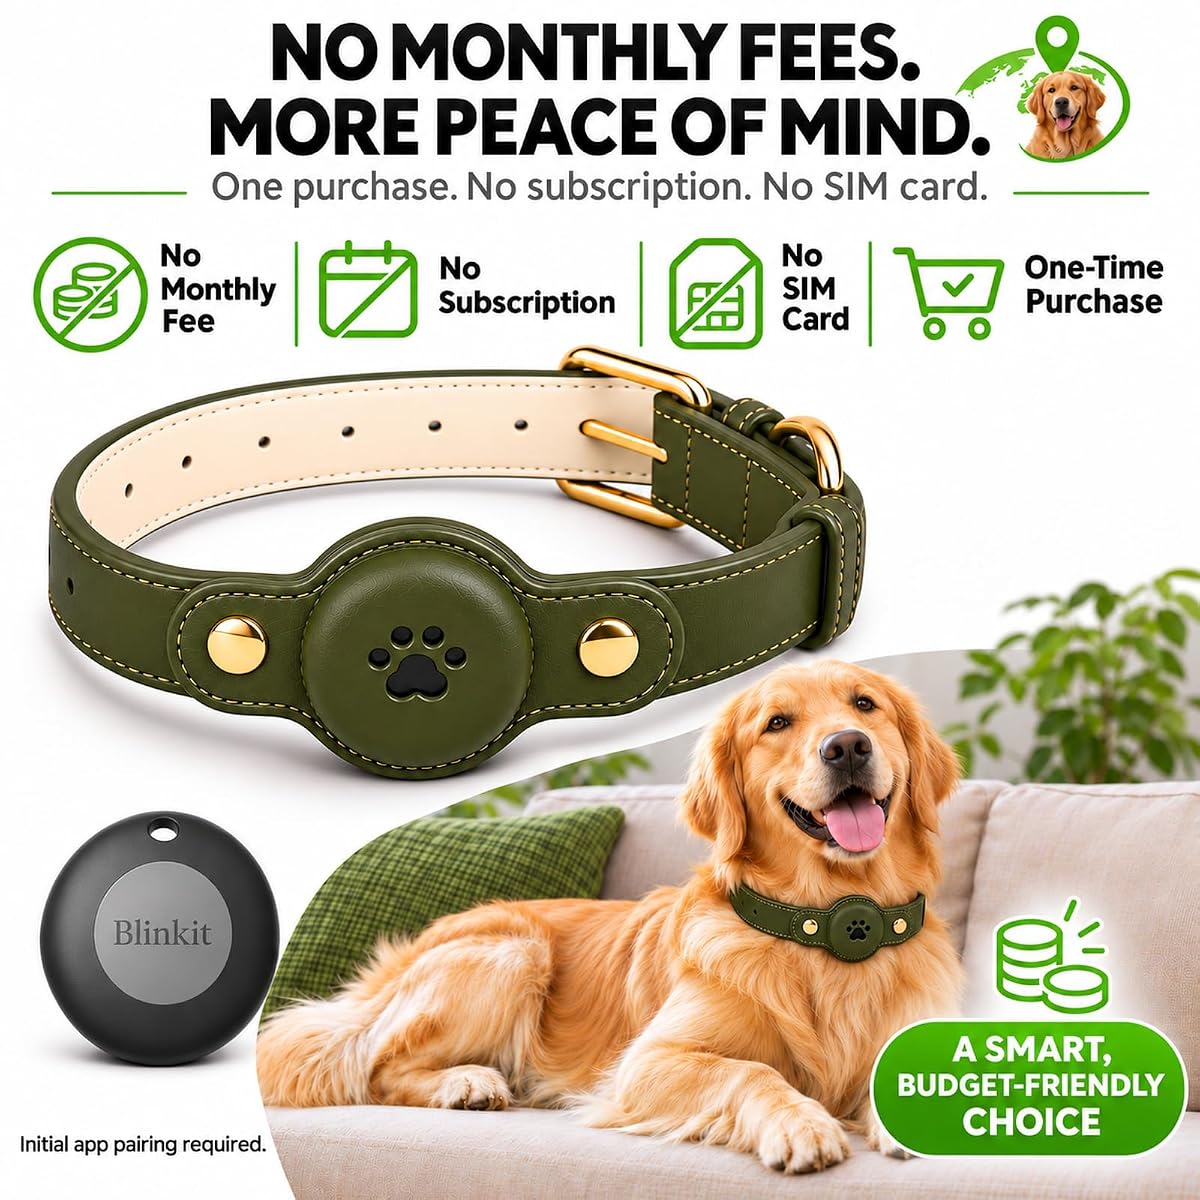 NO MONTHLY FEES.
MORE PEACE OF MIND.
One purchase. No subscription. No SIM card.
No
Monthly
Fee
No
Subscription
No
SIM
Card
One-Time
Purchase
Blinkit
A SMART,
BUDGET-FRIENDLY
CHOICE
Initial app pairing required.